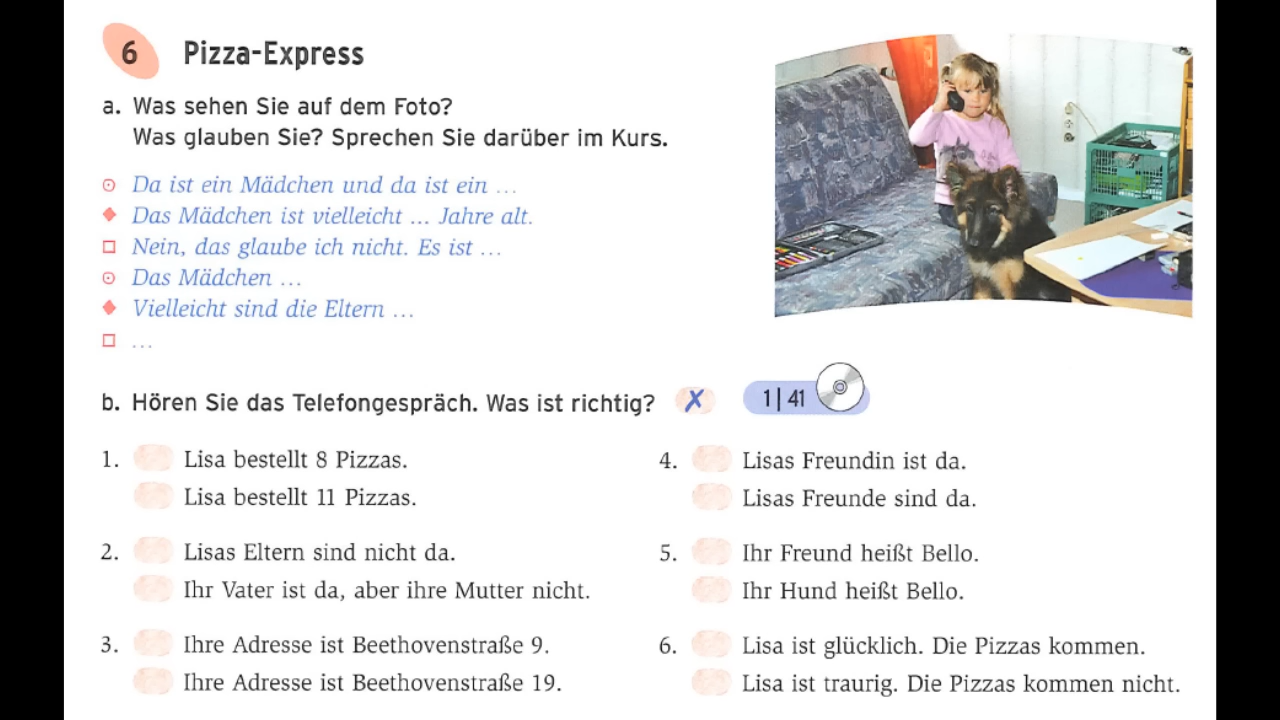 6 Pizza-Express
a. Was sehen Sie auf dem Foto?
Was glauben Sie? Sprechen Sie darüber im Kurs.
Da ist ein Mädchen und da ist ein ...
Das Mädchen ist vielleicht ... Jahre alt.
Nein, das glaube ich nicht. Es ist ...
Das Mädchen ...
Vielleicht sind die Eltern ...
...
b. Hören Sie das Telefongespräch. Was ist richtig? ✗ 1|41
1. Lisa bestellt 8 Pizzas.
Lisa bestellt 11 Pizzas.
2. Lisas Eltern sind nicht da.
Ihr Vater ist da, aber ihre Mutter nicht.
3. Ihre Adresse ist Beethovenstraße 9.
Ihre Adresse ist Beethovenstraße 19.
4. Lisas Freundin ist da.
Lisas Freunde sind da.
5. Ihr Freund heißt Bello.
Ihr Hund heißt Bello.
6. Lisa ist glücklich. Die Pizzas kommen.
Lisa ist traurig. Die Pizzas kommen nicht.